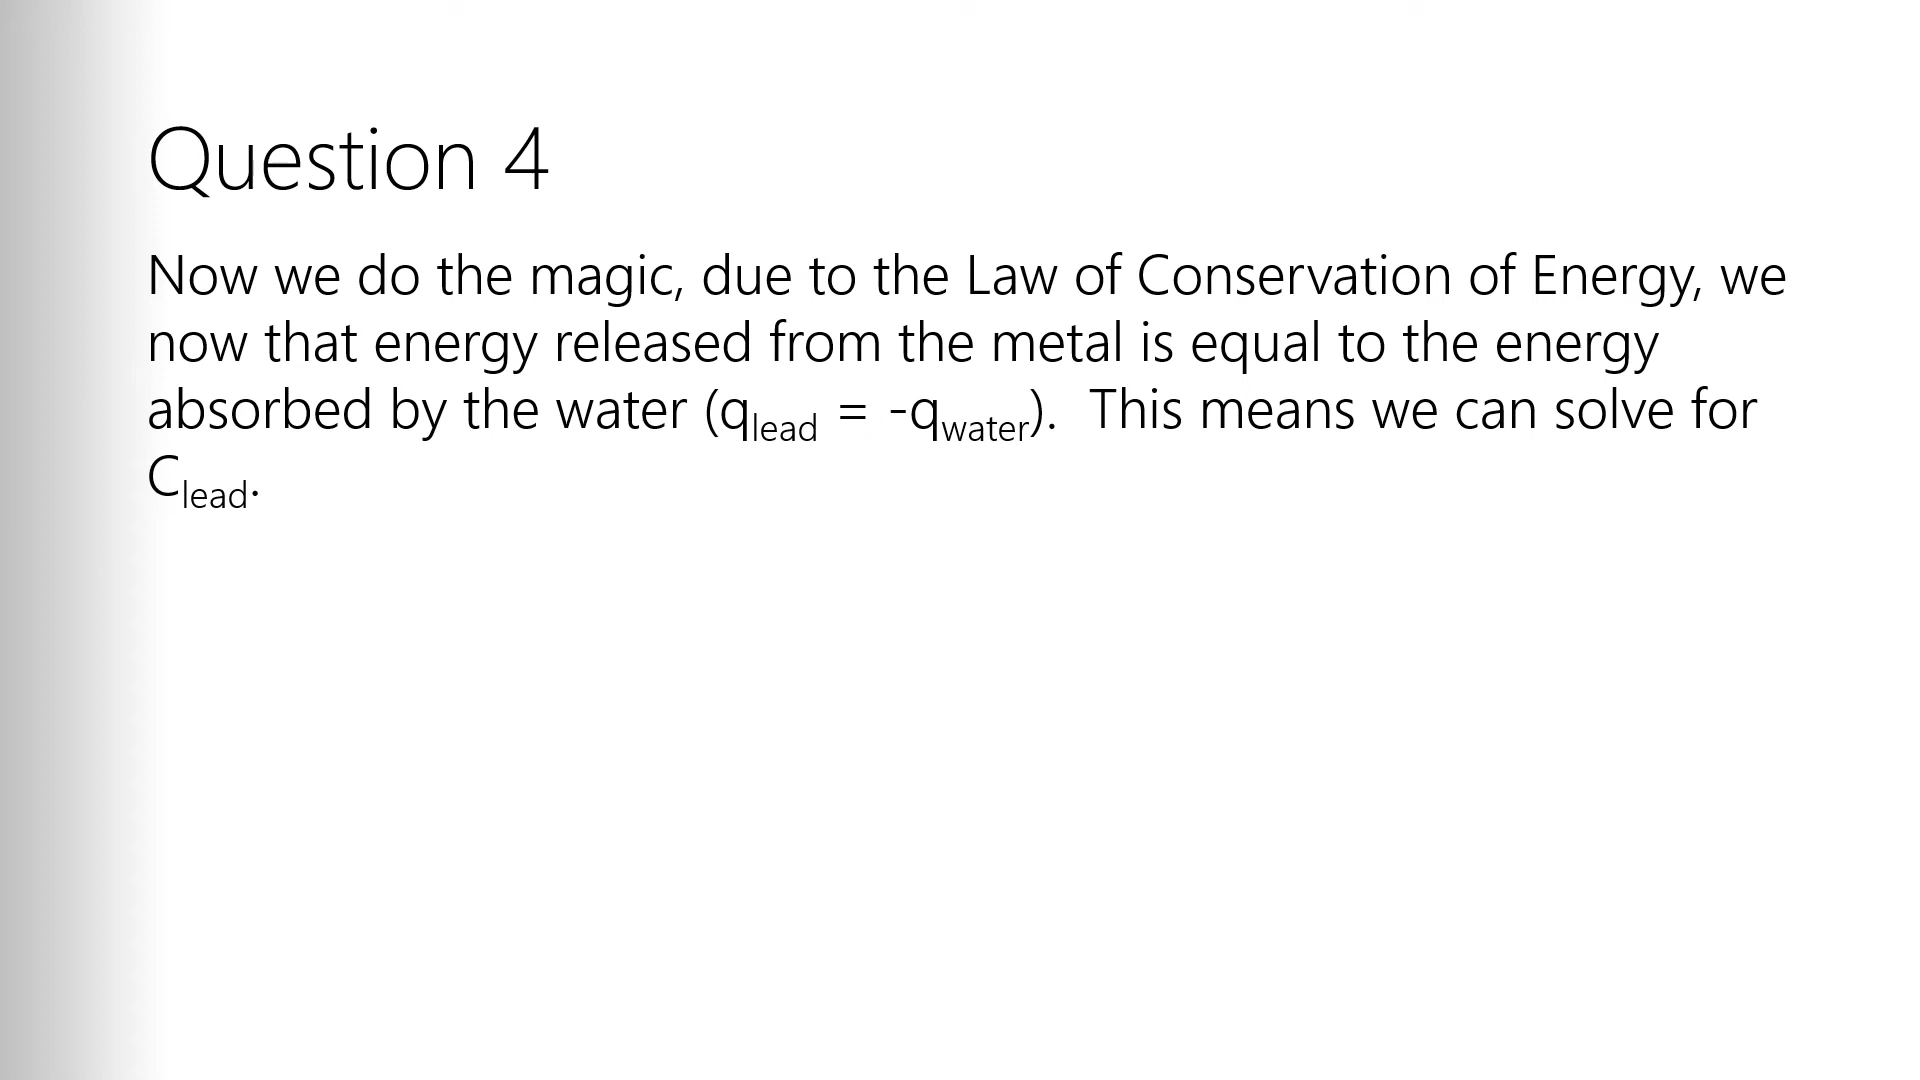 Question 4
Now we do the magic, due to the Law of Conservation of Energy, we
now that energy released from the metal is equal to the energy
absorbed by the water (qlead = -qwater).  This means we can solve for
Clead.